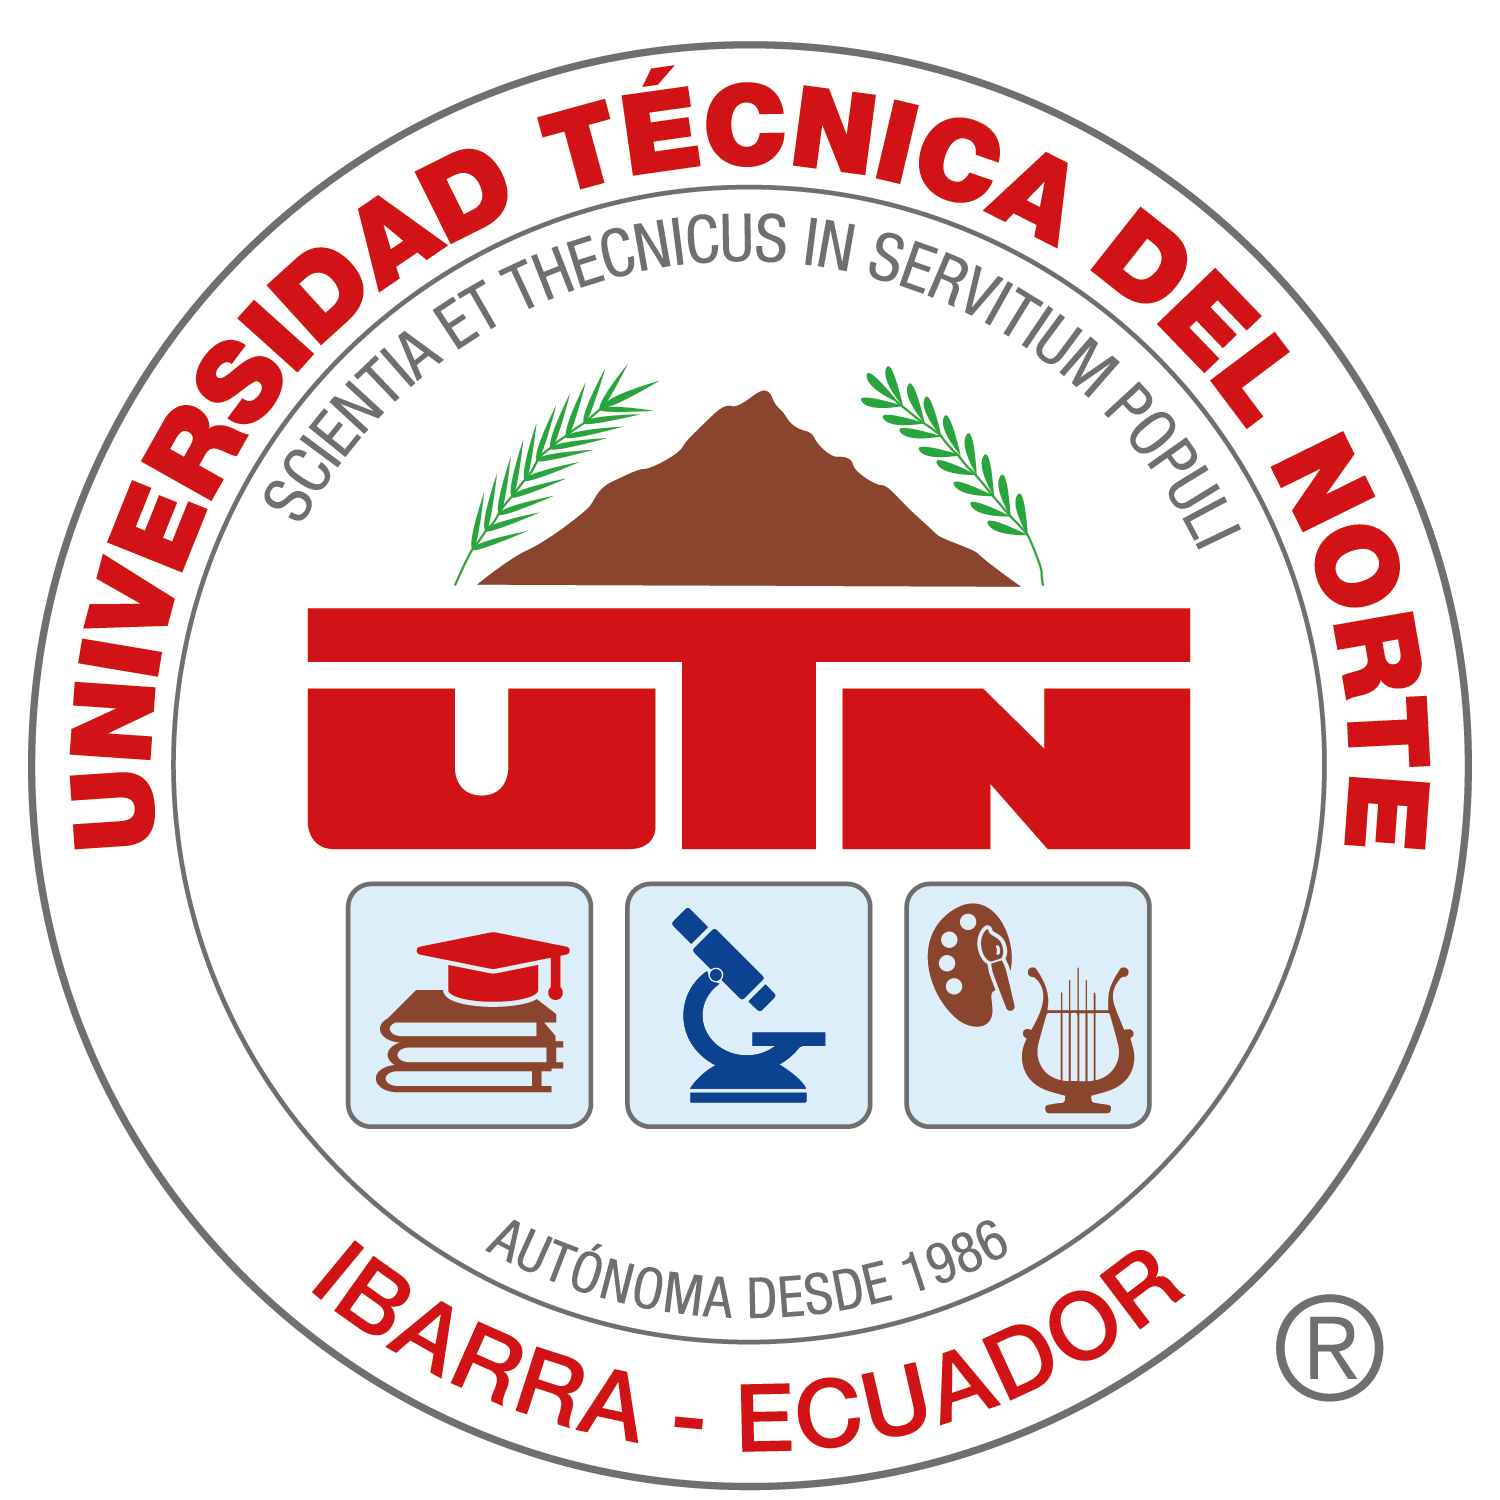 UNIVERSIDAD TÉCNICA DEL NORTE
SCIENTIA ET THECNICUS IN SERVITIUM POPULI
UTN
AUTÓNOMA DESDE 1986
IBARRA - ECUADOR
®